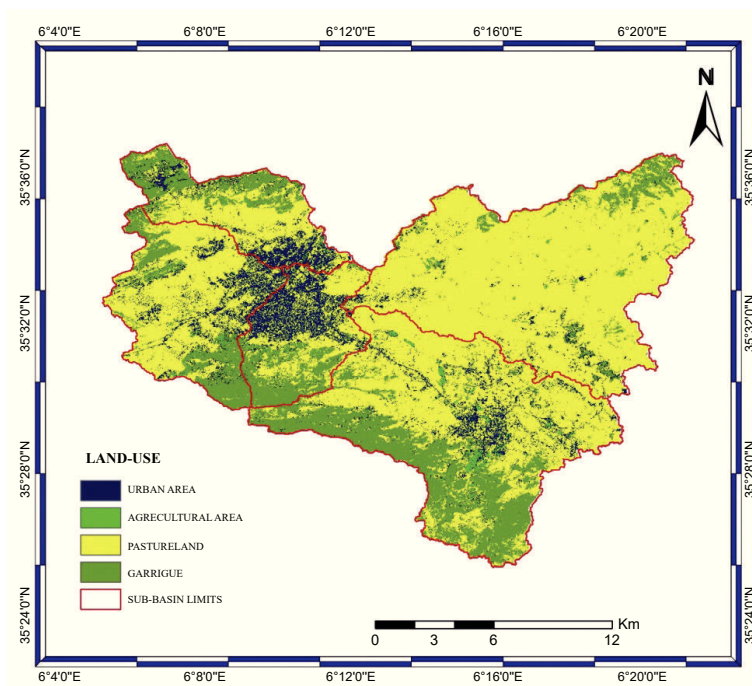 6°4'0"E 6°8'0"E 6°12'0"E 6°16'0"E 6°20'0"E
N
35°36'0"N 35°36'0"N
35°32'0"N 35°32'0"N
35°28'0"N 35°28'0"N
35°24'0"N 35°24'0"N
LAND-USE
URBAN AREA
AGRECULTURAL AREA
PASTURELAND
GARRIGUE
SUB-BASIN LIMITS
Km
0 3 6 12
6°4'0"E 6°8'0"E 6°12'0"E 6°16'0"E 6°20'0"E